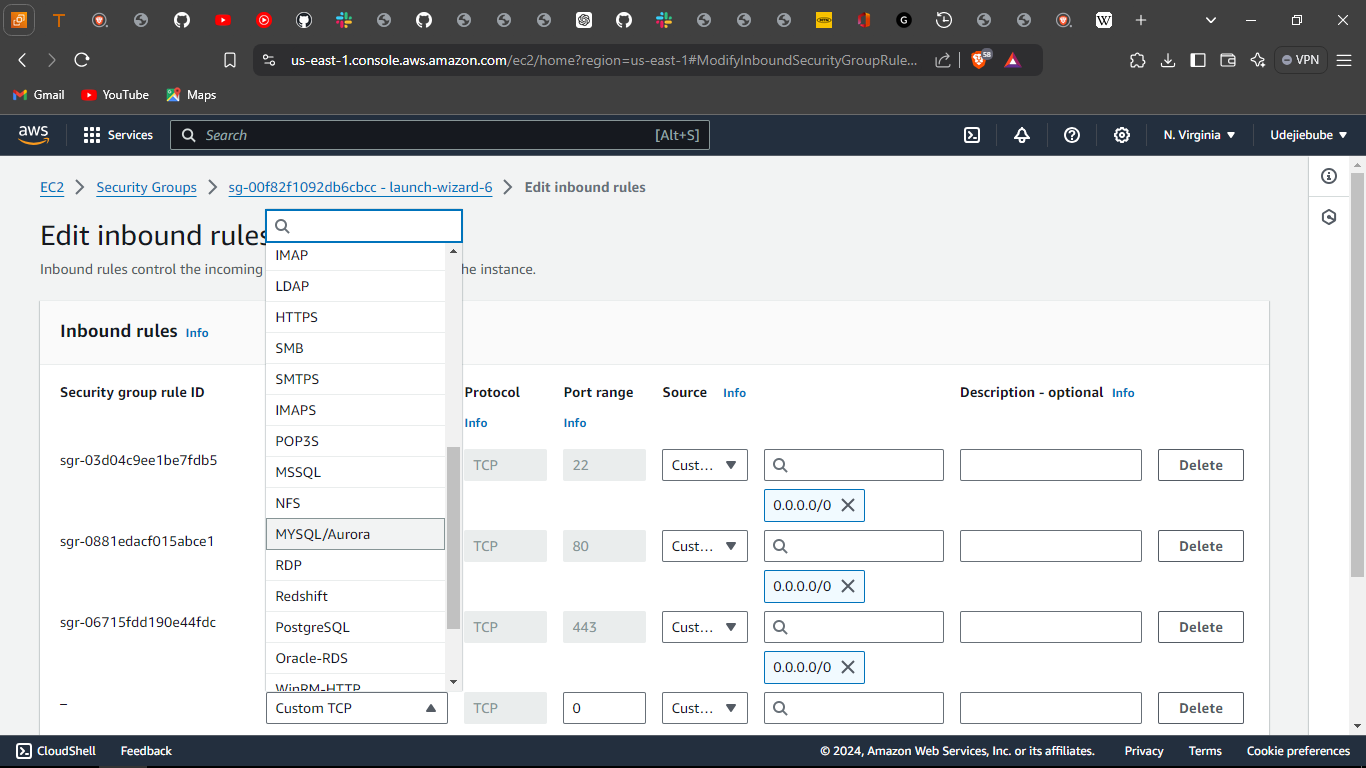 us-east-1.console.aws.amazon.com/ec2/home?region=us-east-1#ModifyInboundSecurityGroupRule...
58
VPN
Gmail
YouTube
Maps
aws
Services
Search
[Alt+S]
N. Virginia
Udejiebube
EC2
Security Groups
sg-00f82f1092db6cbcc - launch-wizard-6
Edit inbound rules
Edit inbound rules
Inbound rules control the incoming
he instance.
Inbound rules Info
Security group rule ID
Protocol
Info
Port range
Info
Source
Info
Description - optional
Info
IMAP
LDAP
HTTPS
SMB
SMTPS
IMAPS
POP3S
MSSQL
NFS
MYSQL/Aurora
RDP
Redshift
PostgreSQL
Oracle-RDS
WinRM-HTTP
sgr-03d04c9ee1be7fdb5
TCP
22
Cust...
Delete
0.0.0.0/0
sgr-0881edacf015abce1
TCP
80
Cust...
Delete
0.0.0.0/0
sgr-06715fdd190e44fdc
TCP
443
Cust...
Delete
0.0.0.0/0
–
Custom TCP
TCP
0
Cust...
Delete
CloudShell
Feedback
© 2024, Amazon Web Services, Inc. or its affiliates.
Privacy
Terms
Cookie preferences